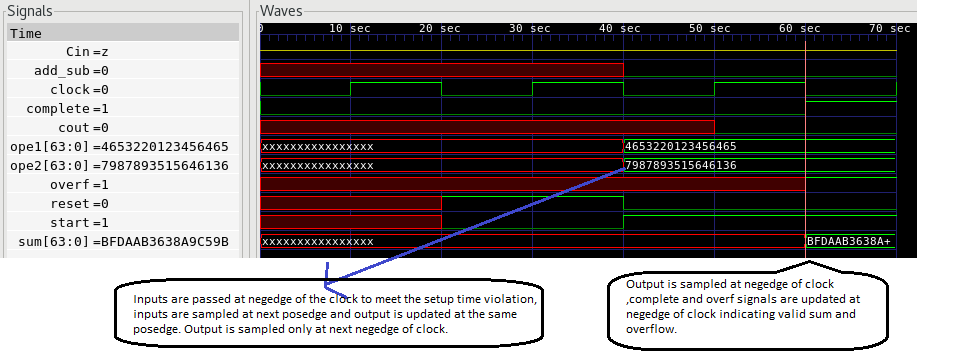 Signals
Waves
Time
0 10 sec 20 sec 30 sec 40 sec 50 sec 60 sec 70 sec
Cin =z
add_sub =0
clock =0
complete =1
cout =0
ope1[63:0] =4653220123456465
xxxxxxxxxxxxxxxx 4653220123456465
ope2[63:0] =7987893515646136
xxxxxxxxxxxxxxxx 7987893515646136
overf =1
reset =0
start =1
sum[63:0] =BFDAAB3638A9C59B
xxxxxxxxxxxxxxxx BFDAAB3638A+
Inputs are passed at negedge of the clock to meet the setup time violation,
inputs are sampled at next posedge and output is updated at the same
posedge. Output is sampled only at next negedge of clock.
Output is sampled at negedge of clock
,complete and overf signals are updated at
negedge of clock indicating valid sum and
overflow.